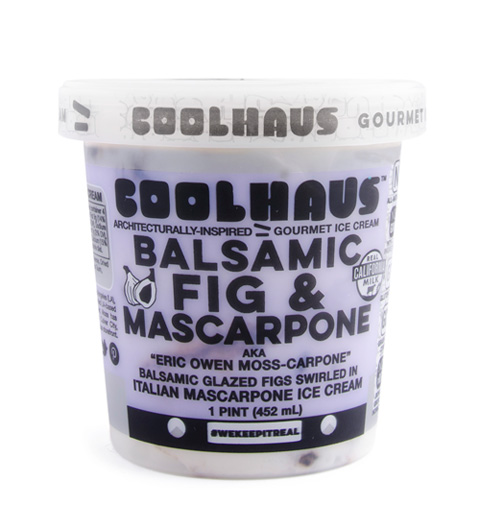 COOLHAUS GOURMET
COOLHAUS™
ARCHITECTURALLY-INSPIRED GOURMET ICE CREAM
BALSAMIC
FIG &
MASCARPONE
REAL
CALIFORNIA
MILK
AKA
"ERIC OWEN MOSS-CARPONE"
BALSAMIC GLAZED FIGS SWIRLED IN
ITALIAN MASCARPONE ICE CREAM
1 PINT (452 mL)
#WEKEEPITREAL